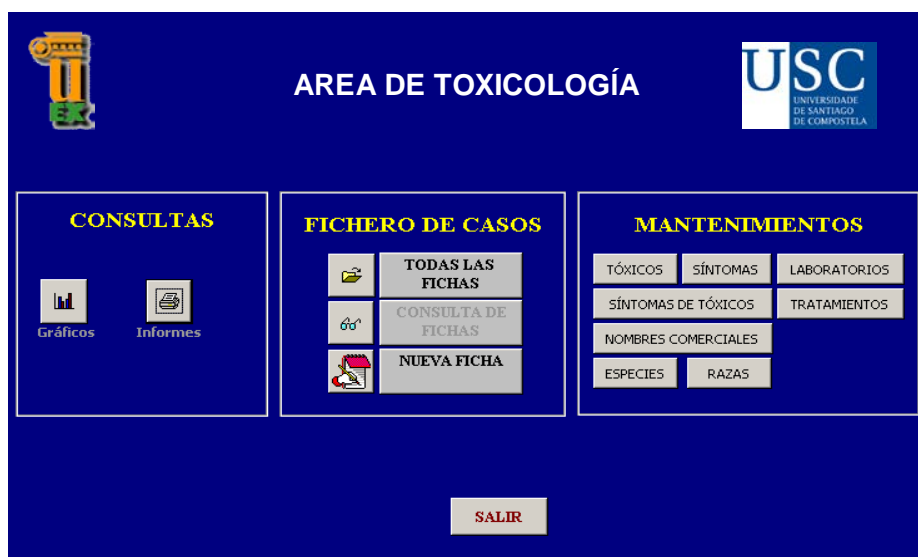 U
EX
AREA DE TOXICOLOGÍA
USC
UNIVERSIDADE
DE SANTIAGO
DE COMPOSTELA
CONSULTAS
Gráficos
Informes
FICHERO DE CASOS
TODAS LAS
FICHAS
CONSULTA DE
FICHAS
NUEVA FICHA
MANTENIMIENTOS
TÓXICOS
SÍNTOMAS
LABORATORIOS
SÍNTOMAS DE TÓXICOS
TRATAMIENTOS
NOMBRES COMERCIALES
ESPECIES
RAZAS
SALIR